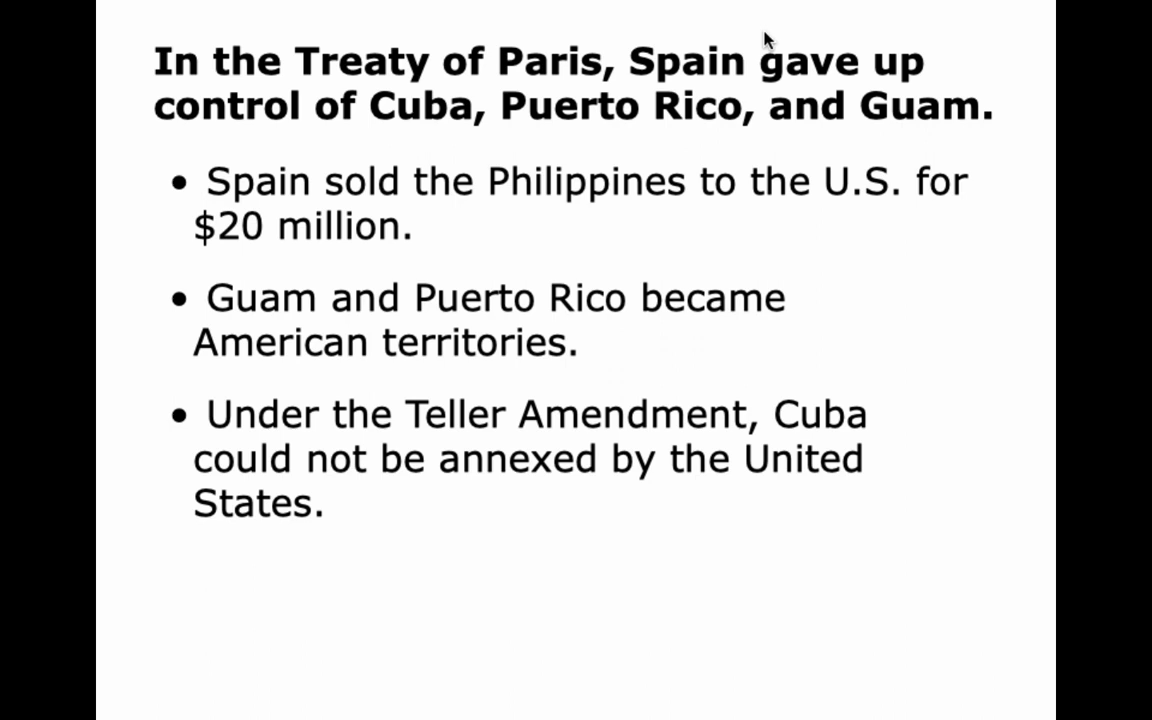 In the Treaty of Paris, Spain gave up
control of Cuba, Puerto Rico, and Guam.
• Spain sold the Philippines to the U.S. for
$20 million.
• Guam and Puerto Rico became
American territories.
• Under the Teller Amendment, Cuba
could not be annexed by the United
States.